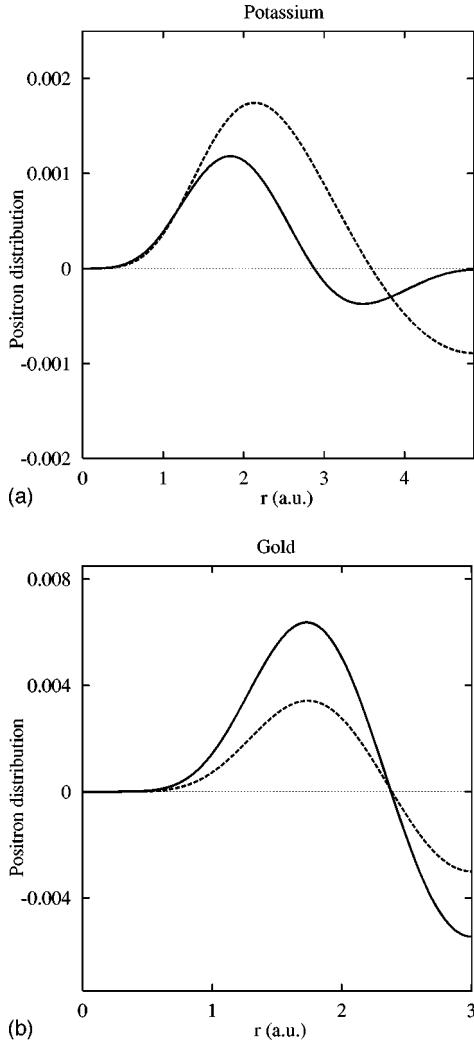 Potassium
0.002
0.001
0
-0.001
-0.002
Positron distribution
0 1 2 3 4
r (a.u.)
(a)
Gold
0.008
0.004
0
-0.004
Positron distribution
0 1 2 3
r (a.u.)
(b)